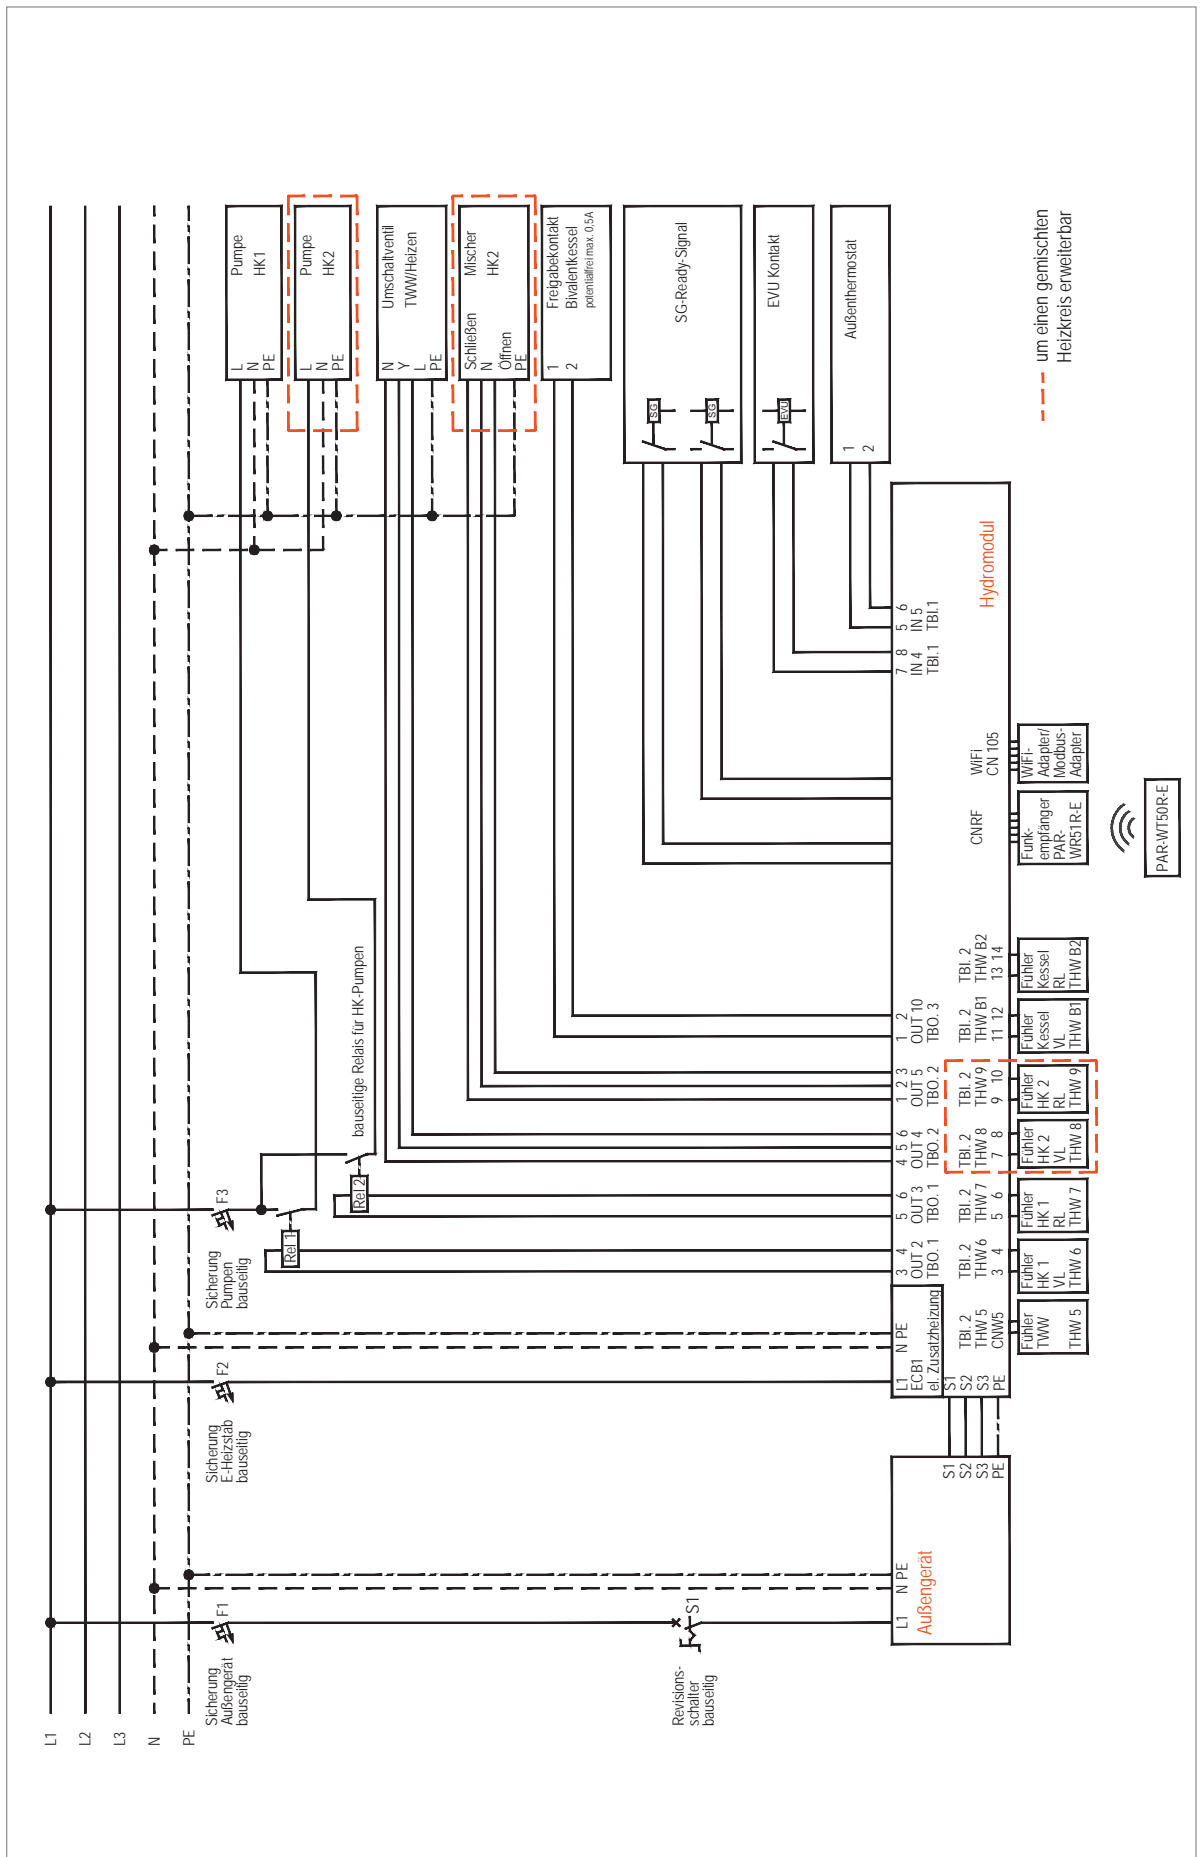 L1
L2
L3
N
PE
Sicherung
Außengerät
bauseitig
F1
Sicherung
E-Heizstab
bauseitig
F2
Sicherung
Pumpen
bauseitig
F3
Rel 1
Rel 2
bauseitige Relais für HK-Pumpen
Revisions-
schalter
bauseitig
S1
Pumpe
HK1
L
N
PE
Pumpe
HK2
L
N
PE
Umschaltventil
TWW/Heizen
N
Y
L
PE
Mischer
HK2
Schließen
N
Öffnen
PE
Freigabekontakt
Bivalentkessel
potentialfrei max. 0,5A
1
2
SG-Ready-Signal
SG
SG
EVU Kontakt
EVU
Außenthermostat
1
2
um einen gemischten
Heizkreis erweiterbar
Außengerät
L1
N PE
S1
S2
S3
PE
Hydromodul
L1
N PE
ECB1
el. Zusatzheizung
S1
S2
S3
PE
3 4
OUT 2
TBO. 1
5 6
OUT 3
TBO. 1
4 5 6
OUT 4
TBO. 2
1 2 3
OUT 5
TBO. 2
1 2
OUT 10
TBO. 3
7 8
IN 4
TBI.1
5 6
IN 5
TBI.1
TBI. 2
THW 5
CNW5
TBI. 2
THW 6
3 4
TBI. 2
THW 7
5 6
TBI. 2
THW 8
7 8
TBI. 2
THW 9
9 10
TBI. 2
THW B1
11 12
TBI. 2
THW B2
13 14
CNRF
WiFi
CN 105
Fühler
TWW
THW 5
Fühler
HK 1
VL
THW 6
Fühler
HK 1
RL
THW 7
Fühler
HK 2
VL
THW 8
Fühler
HK 2
RL
THW 9
Fühler
Kessel
VL
THW B1
Fühler
Kessel
RL
THW B2
Funk-
empfänger
PAR-
WR51R-E
WiFi-
Adapter/
Modbus-
Adapter
PAR-WT50R-E